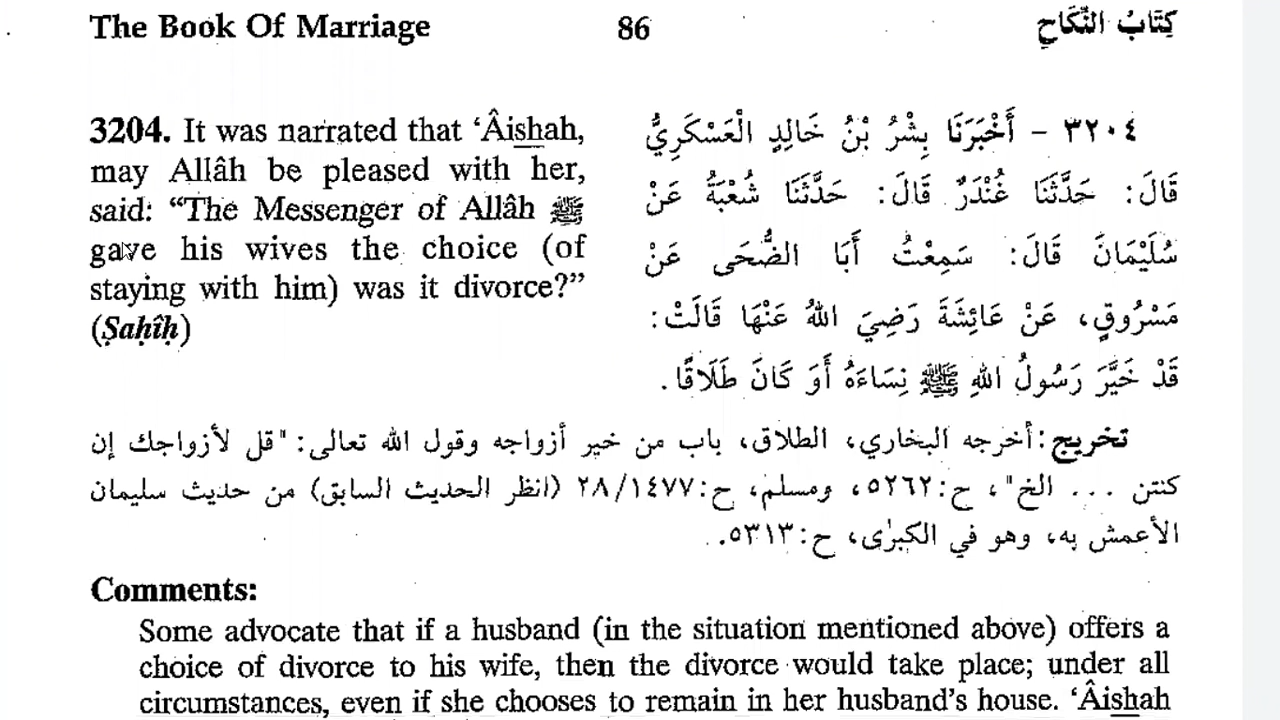 The Book Of Marriage 86 كِتَابُ النِّكَاحِ
3204. It was narrated that ‘Âishah,
may Allâh be pleased with her,
said: “The Messenger of Allâh ﷺ
gave his wives the choice (of
staying with him) was it divorce?”
(Ṣaḥîḥ)
٣٢٠٤ - أَخْبَرَنَا بِشْرُ بْنُ خَالِدٍ الْعَسْكَرِيُّ
قَالَ: حَدَّثَنَا غُنْدَرٌ قَالَ: حَدَّثَنَا شُعْبَةُ عَنْ
سُلَيْمَانَ قَالَ: سَمِعْتُ أَبَا الضُّحَى عَنْ
مَسْرُوقٍ، عَنْ عَائِشَةَ رَضِيَ اللهُ عَنْهَا قَالَتْ:
قَدْ خَيَّرَ رَسُولُ اللهِ ﷺ نِسَاءَهُ أَوَ كَانَ طَلَاقًا.
تخريج: أخرجه البخاري، الطلاق، باب من خير أزواجه وقول الله تعالى: "قل لأزواجك إن
كنتن ... الخ"، ح: ٥٢٦٢، ومسلم، ح: ٢٨/١٤٧٧ (انظر الحديث السابق) من حديث سليمان
الأعمش به، وهو في الكبرٰى، ح: ٥٣١٣.
Comments:
Some advocate that if a husband (in the situation mentioned above) offers a
choice of divorce to his wife, then the divorce would take place; under all
circumstances, even if she chooses to remain in her husband’s house. ‘Âishah